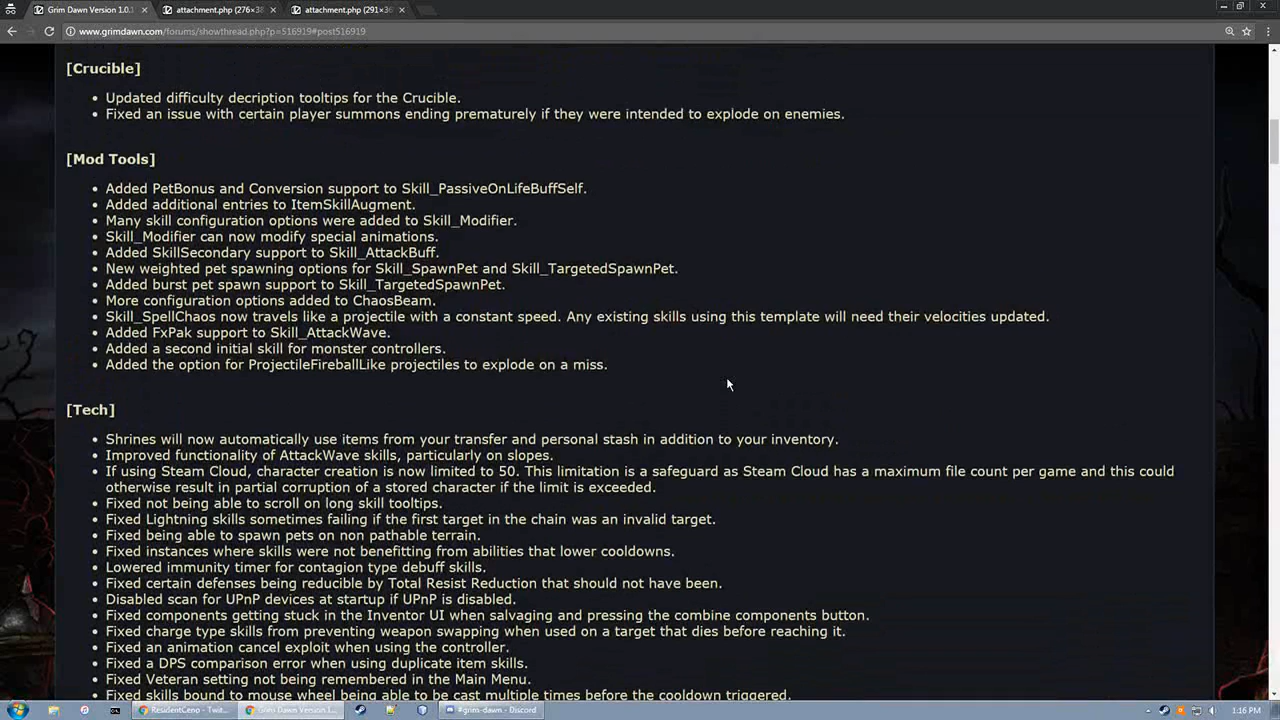 Grim Dawn Version 1.0.1
attachment.php (276×38
attachment.php (291×36
www.grimdawn.com/forums/showthread.php?p=516919#post516919
[Crucible]
Updated difficulty decription tooltips for the Crucible.
Fixed an issue with certain player summons ending prematurely if they were intended to explode on enemies.
[Mod Tools]
Added PetBonus and Conversion support to Skill_PassiveOnLifeBuffSelf.
Added additional entries to ItemSkillAugment.
Many skill configuration options were added to Skill_Modifier.
Skill_Modifier can now modify special animations.
Added SkillSecondary support to Skill_AttackBuff.
New weighted pet spawning options for Skill_SpawnPet and Skill_TargetedSpawnPet.
Added burst pet spawn support to Skill_TargetedSpawnPet.
More configuration options added to ChaosBeam.
Skill_SpellChaos now travels like a projectile with a constant speed. Any existing skills using this template will need their velocities updated.
Added FxPak support to Skill_AttackWave.
Added a second initial skill for monster controllers.
Added the option for ProjectileFireballLike projectiles to explode on a miss.
[Tech]
Shrines will now automatically use items from your transfer and personal stash in addition to your inventory.
Improved functionality of AttackWave skills, particularly on slopes.
If using Steam Cloud, character creation is now limited to 50. This limitation is a safeguard as Steam Cloud has a maximum file count per game and this could
otherwise result in partial corruption of a stored character if the limit is exceeded.
Fixed not being able to scroll on long skill tooltips.
Fixed Lightning skills sometimes failing if the first target in the chain was an invalid target.
Fixed being able to spawn pets on non pathable terrain.
Fixed instances where skills were not benefitting from abilities that lower cooldowns.
Lowered immunity timer for contagion type debuff skills.
Fixed certain defenses being reducible by Total Resist Reduction that should not have been.
Disabled scan for UPnP devices at startup if UPnP is disabled.
Fixed components getting stuck in the Inventor UI when salvaging and pressing the combine components button.
Fixed charge type skills from preventing weapon swapping when used on a target that dies before reaching it.
Fixed an animation cancel exploit when using the controller.
Fixed a DPS comparison error when using duplicate item skills.
Fixed Veteran setting not being remembered in the Main Menu.
Fixed skills bound to mouse wheel being able to be cast multiple times before the cooldown triggered.
ResidentCeno - Twit...
Grim Dawn Version 1...
#grim-dawn - Discord
1:16 PM